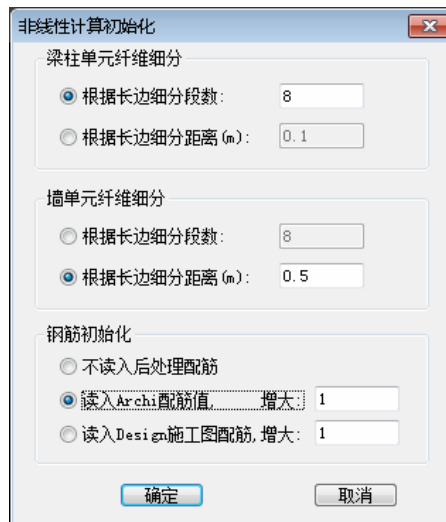 非线性计算初始化
梁柱单元纤维细分
根据长边细分段数: 8
根据长边细分距离(m): 0.1
墙单元纤维细分
根据长边细分段数: 8
根据长边细分距离(m): 0.5
钢筋初始化
不读入后处理配筋
读入Archi配筋值, 增大: 1
读入Design施工图配筋,增大: 1
确定 取消